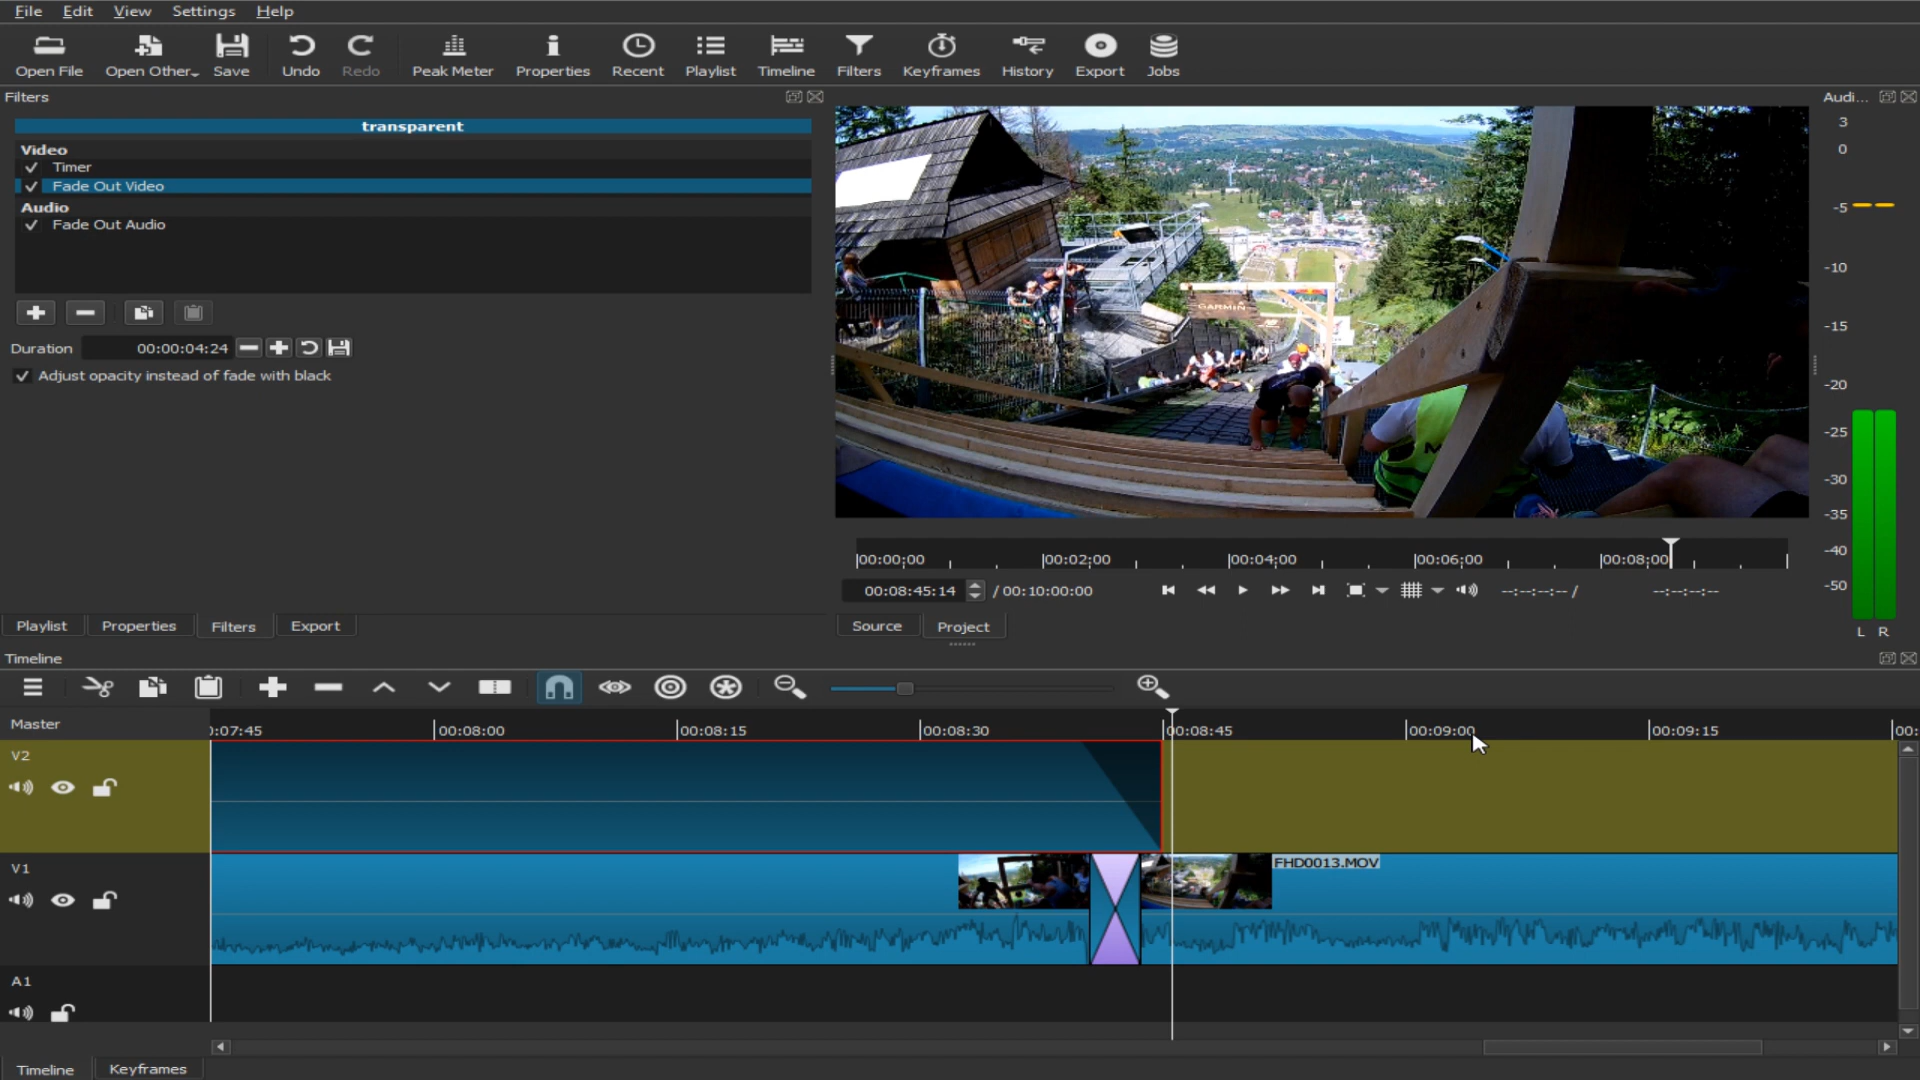 File Edit View Settings Help
Open File Open Other... Save Undo Redo Peak Meter Properties Recent Playlist Timeline Filters Keyframes History Export Jobs
Filters
transparent
Video
Timer
Fade Out Video
Audio
Fade Out Audio
Duration 00:00:04:24
Adjust opacity instead of fade with black
GARMIN
Audi...
3
0
-5
-10
-15
-20
-25
-30
-35
-40
-50
L R
00:00;00 00:02;00 00:04;00 00:06;00 00:08;00
00:08:45:14 / 00:10:00:00 --:--:--:-- / --:--:--:--
Playlist Properties Filters Export
Source Project
Timeline
Master
):07:45 00:08:00 00:08:15 00:08:30 00:08:45 00:09:00 00:09:15 00:
V2
V1
FHD0013.MOV
A1
Timeline Keyframes